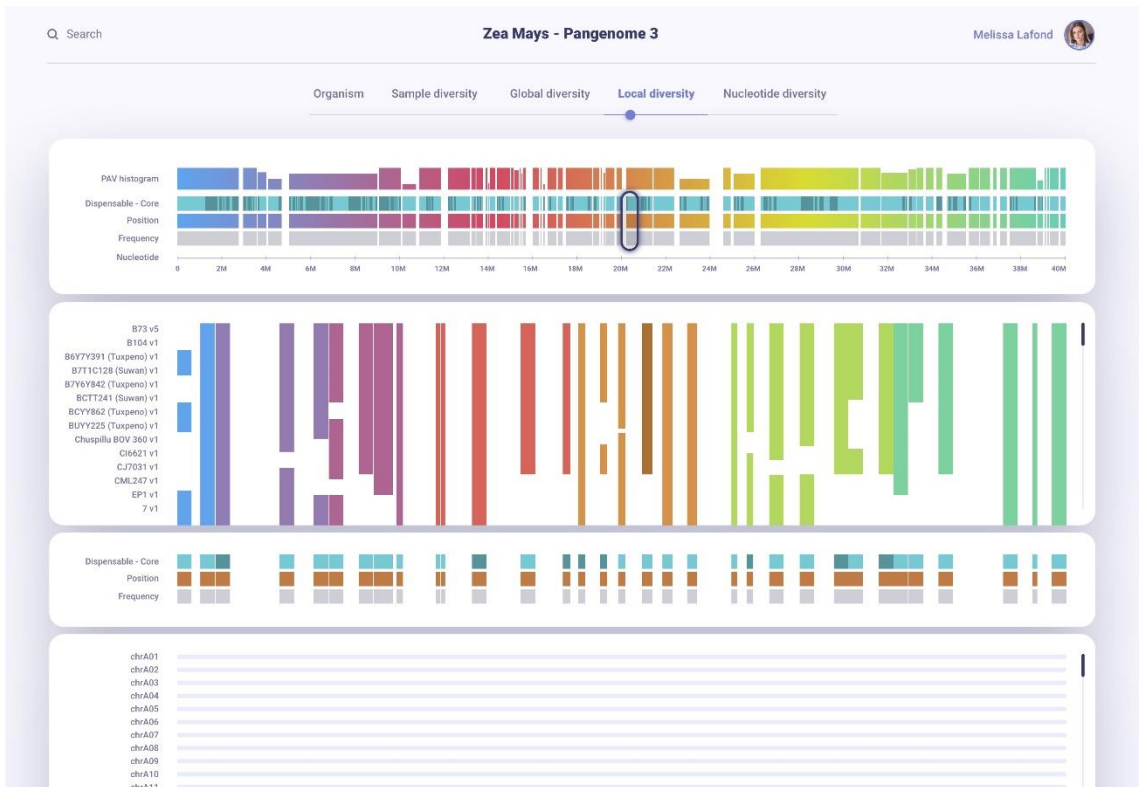 Search
Zea Mays - Pangenome 3
Melissa Lafond
Organism Sample diversity Global diversity Local diversity Nucleotide diversity
PAV histogram
Dispensable - Core
Position
Frequency
Nucleotide
0 2M 4M 6M 8M 10M 12M 14M 16M 18M 20M 22M 24M 26M 28M 30M 32M 34M 36M 38M 40M
B73 v5
B104 v1
B6Y7Y391 (Tuxpeno) v1
B7T1C128 (Suwan) v1
B7Y6Y842 (Tuxpeno) v1
BCTT241 (Suwan) v1
BCYY862 (Tuxpeno) v1
BUYY225 (Tuxpeno) v1
Chuspillu BOV 360 v1
CI6621 v1
CJ7031 v1
CML247 v1
EP1 v1
7 v1
Dispensable - Core
Position
Frequency
chrA01
chrA02
chrA03
chrA04
chrA05
chrA06
chrA07
chrA08
chrA09
chrA10
chrA11